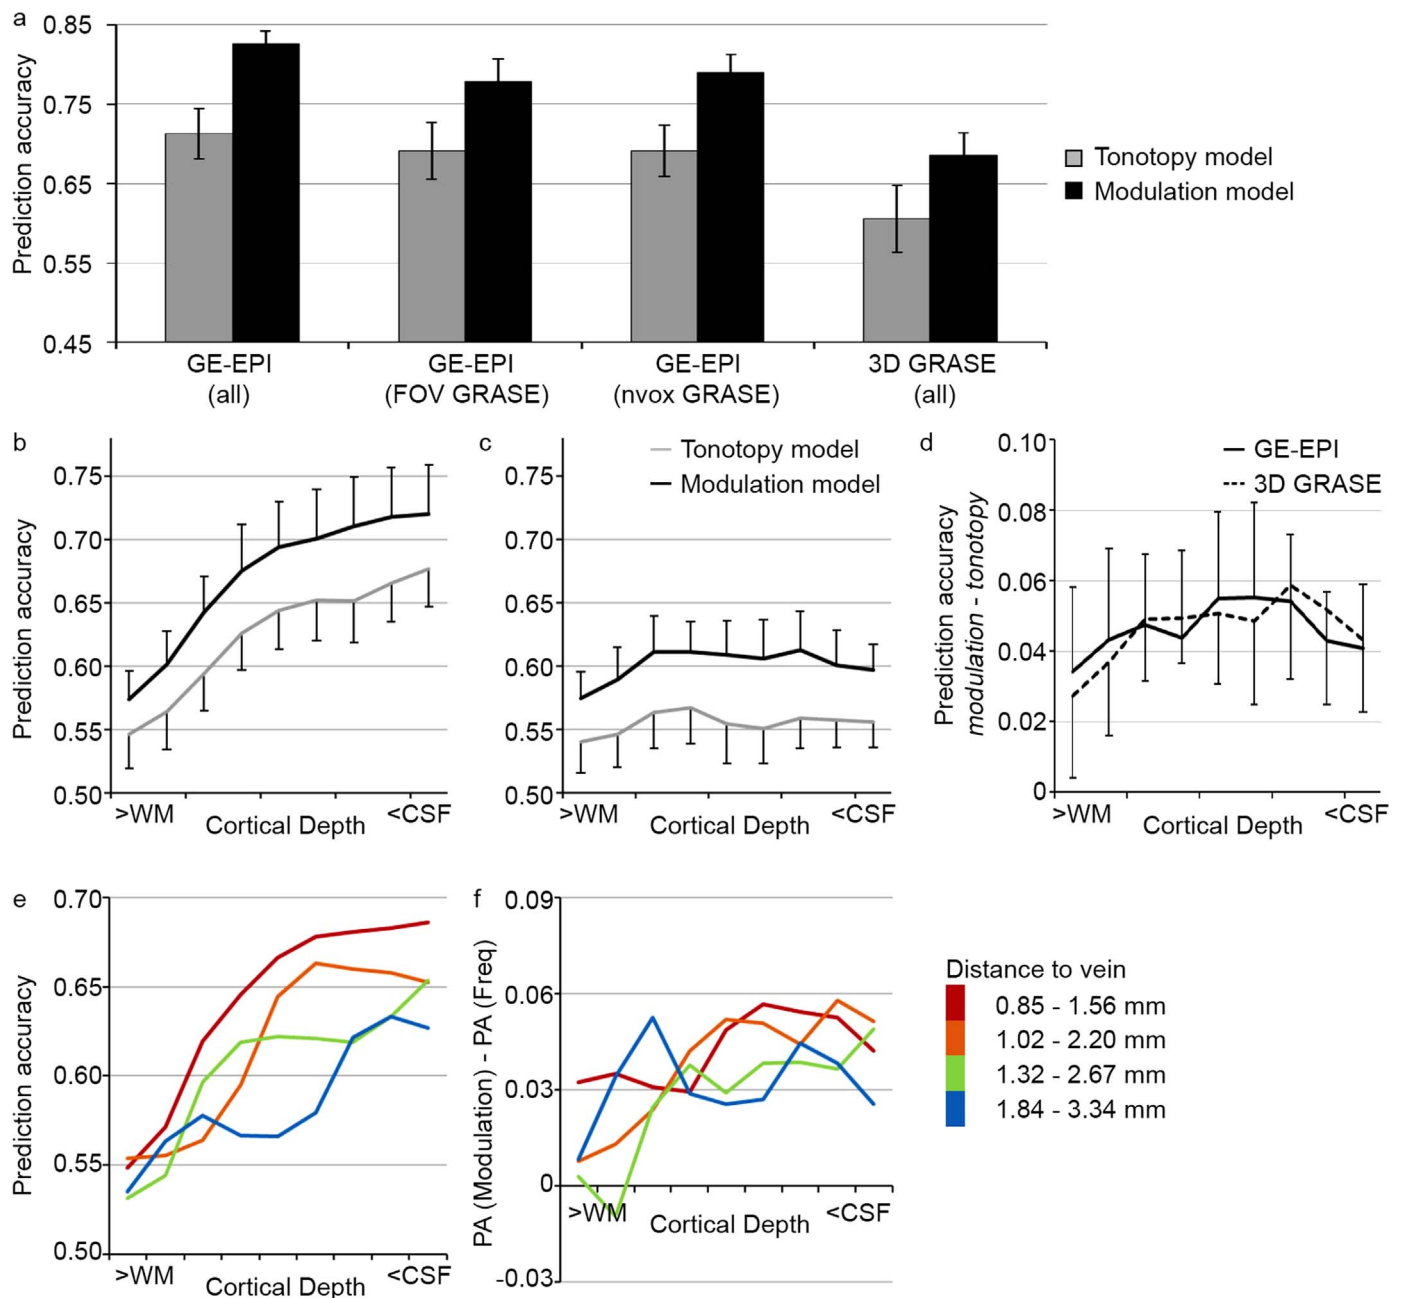 a
Prediction accuracy
0.85
0.75
0.65
0.55
0.45
GE-EPI
(all)
GE-EPI
(FOV GRASE)
GE-EPI
(nvox GRASE)
3D GRASE
(all)
Tonotopy model
Modulation model
b
Prediction accuracy
0.75
0.70
0.65
0.60
0.55
0.50
>WM
Cortical Depth
<CSF
c
Tonotopy model
Modulation model
Prediction accuracy
0.75
0.70
0.65
0.60
0.55
0.50
>WM
Cortical Depth
<CSF
d
GE-EPI
3D GRASE
Prediction accuracy
modulation - tonotopy
0.10
0.08
0.06
0.04
0.02
0
>WM
Cortical Depth
<CSF
e
Prediction accuracy
0.70
0.65
0.60
0.55
0.50
>WM
Cortical Depth
<CSF
f
PA (Modulation) - PA (Freq)
0.09
0.06
0.03
0
-0.03
>WM
Cortical Depth
<CSF
Distance to vein
0.85 - 1.56 mm
1.02 - 2.20 mm
1.32 - 2.67 mm
1.84 - 3.34 mm